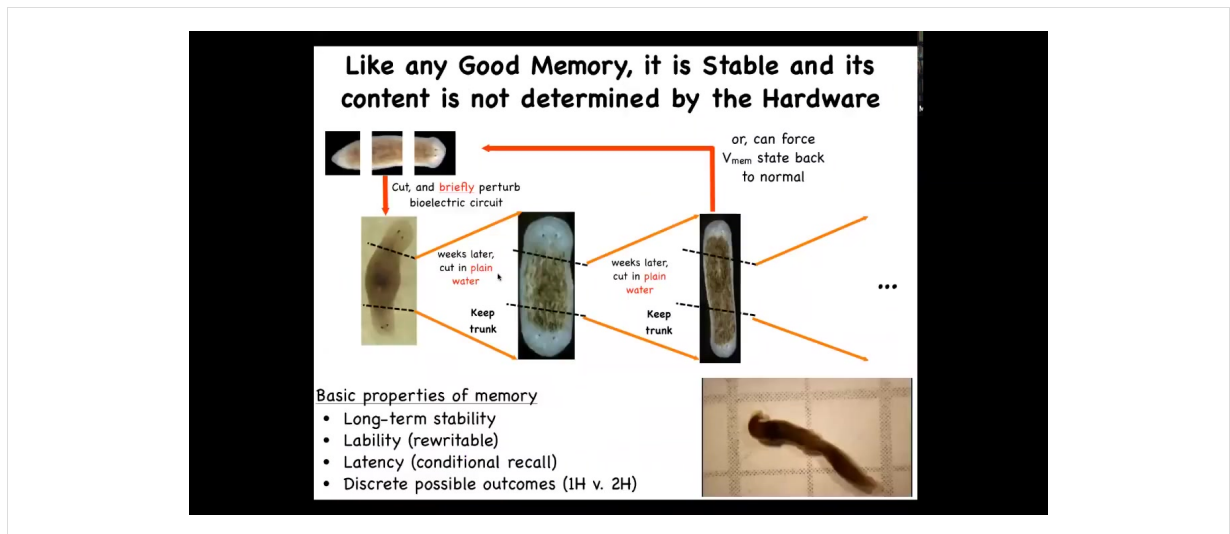 Like any Good Memory, it is Stable and its
content is not determined by the Hardware
or, can force
Vmem state back
to normal
Cut, and briefly perturb
bioelectric circuit
weeks later,
cut in plain
water
Keep
trunk
weeks later,
cut in plain
water
Keep
trunk
...
Basic properties of memory
• Long-term stability
• Lability (rewritable)
• Latency (conditional recall)
• Discrete possible outcomes (1H v. 2H)